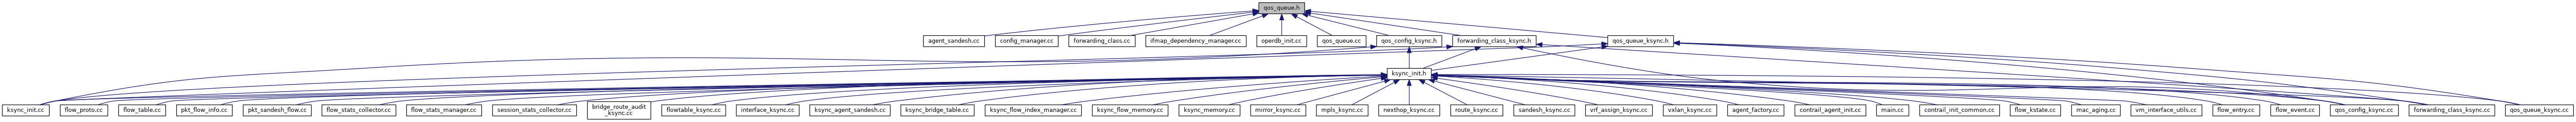 qos_queue.h
agent_sandesh.cc
config_manager.cc
forwarding_class.cc
ifmap_dependency_manager.cc
operdb_init.cc
qos_queue.cc
qos_config_ksync.h
forwarding_class_ksync.h
qos_queue_ksync.h
ksync_init.h
ksync_init.cc
flow_proto.cc
flow_table.cc
pkt_flow_info.cc
pkt_sandesh_flow.cc
flow_stats_collector.cc
flow_stats_manager.cc
session_stats_collector.cc
bridge_route_audit
_ksync.cc
flowtable_ksync.cc
interface_ksync.cc
ksync_agent_sandesh.cc
ksync_bridge_table.cc
ksync_flow_index_manager.cc
ksync_flow_memory.cc
ksync_memory.cc
mirror_ksync.cc
mpls_ksync.cc
nexthop_ksync.cc
route_ksync.cc
sandesh_ksync.cc
vrf_assign_ksync.cc
vxlan_ksync.cc
agent_factory.cc
contrail_agent_init.cc
main.cc
contrail_init_common.cc
flow_kstate.cc
mac_aging.cc
vm_interface_utils.cc
flow_entry.cc
flow_event.cc
qos_config_ksync.cc
forwarding_class_ksync.cc
qos_queue_ksync.cc